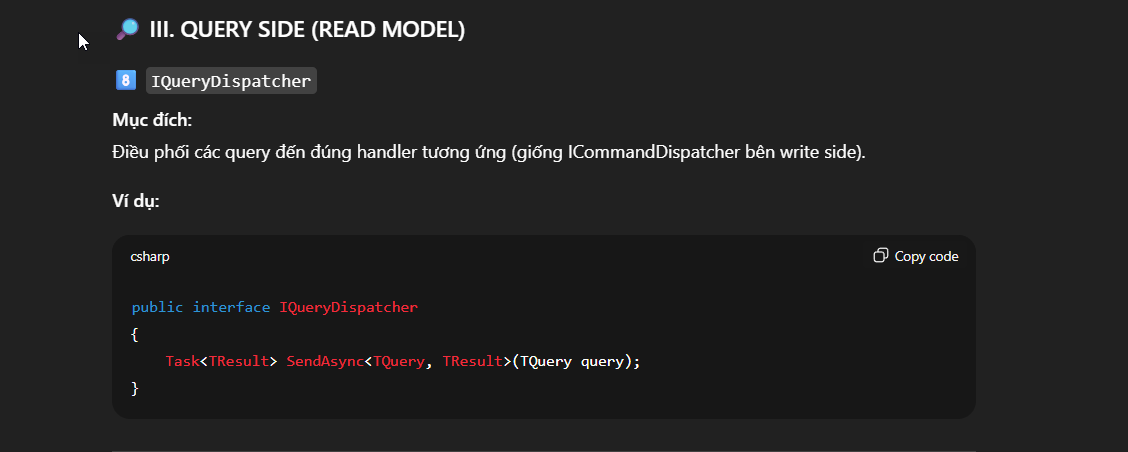 🔎 III. QUERY SIDE (READ MODEL)
8️⃣ IQueryDispatcher
Mục đích:
Điều phối các query đến đúng handler tương ứng (giống ICommandDispatcher bên write side).
Ví dụ:
csharp
Copy code
public interface IQueryDispatcher
{
    Task<TResult> SendAsync<TQuery, TResult>(TQuery query);
}